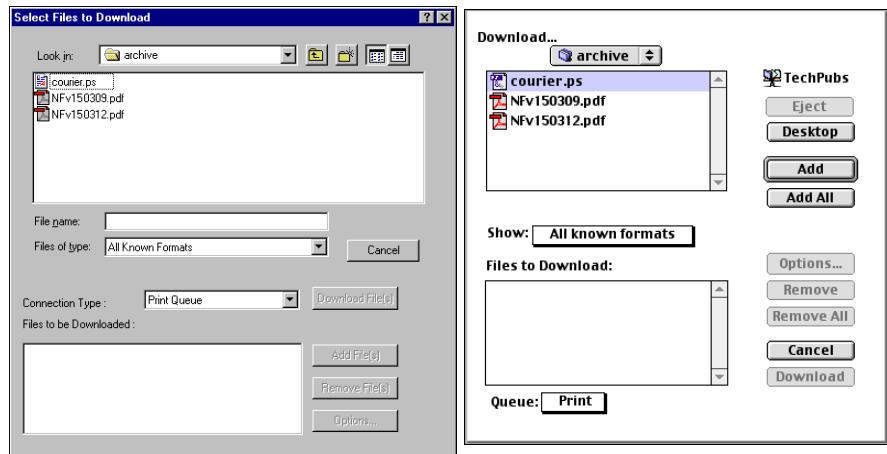 Select Files to Download
Look in: archive
courier.ps
NFv150309.pdf
NFv150312.pdf
File name:
Files of type: All Known Formats
Cancel
Connection Type : Print Queue
Download File(s)
Files to be Downloaded :
Add File(s)
Remove File(s)
Options...
Download...
archive
courier.ps
NFv150309.pdf
NFv150312.pdf
TechPubs
Eject
Desktop
Add
Add All
Show: All known formats
Files to Download:
Options...
Remove
Remove All
Cancel
Download
Queue: Print